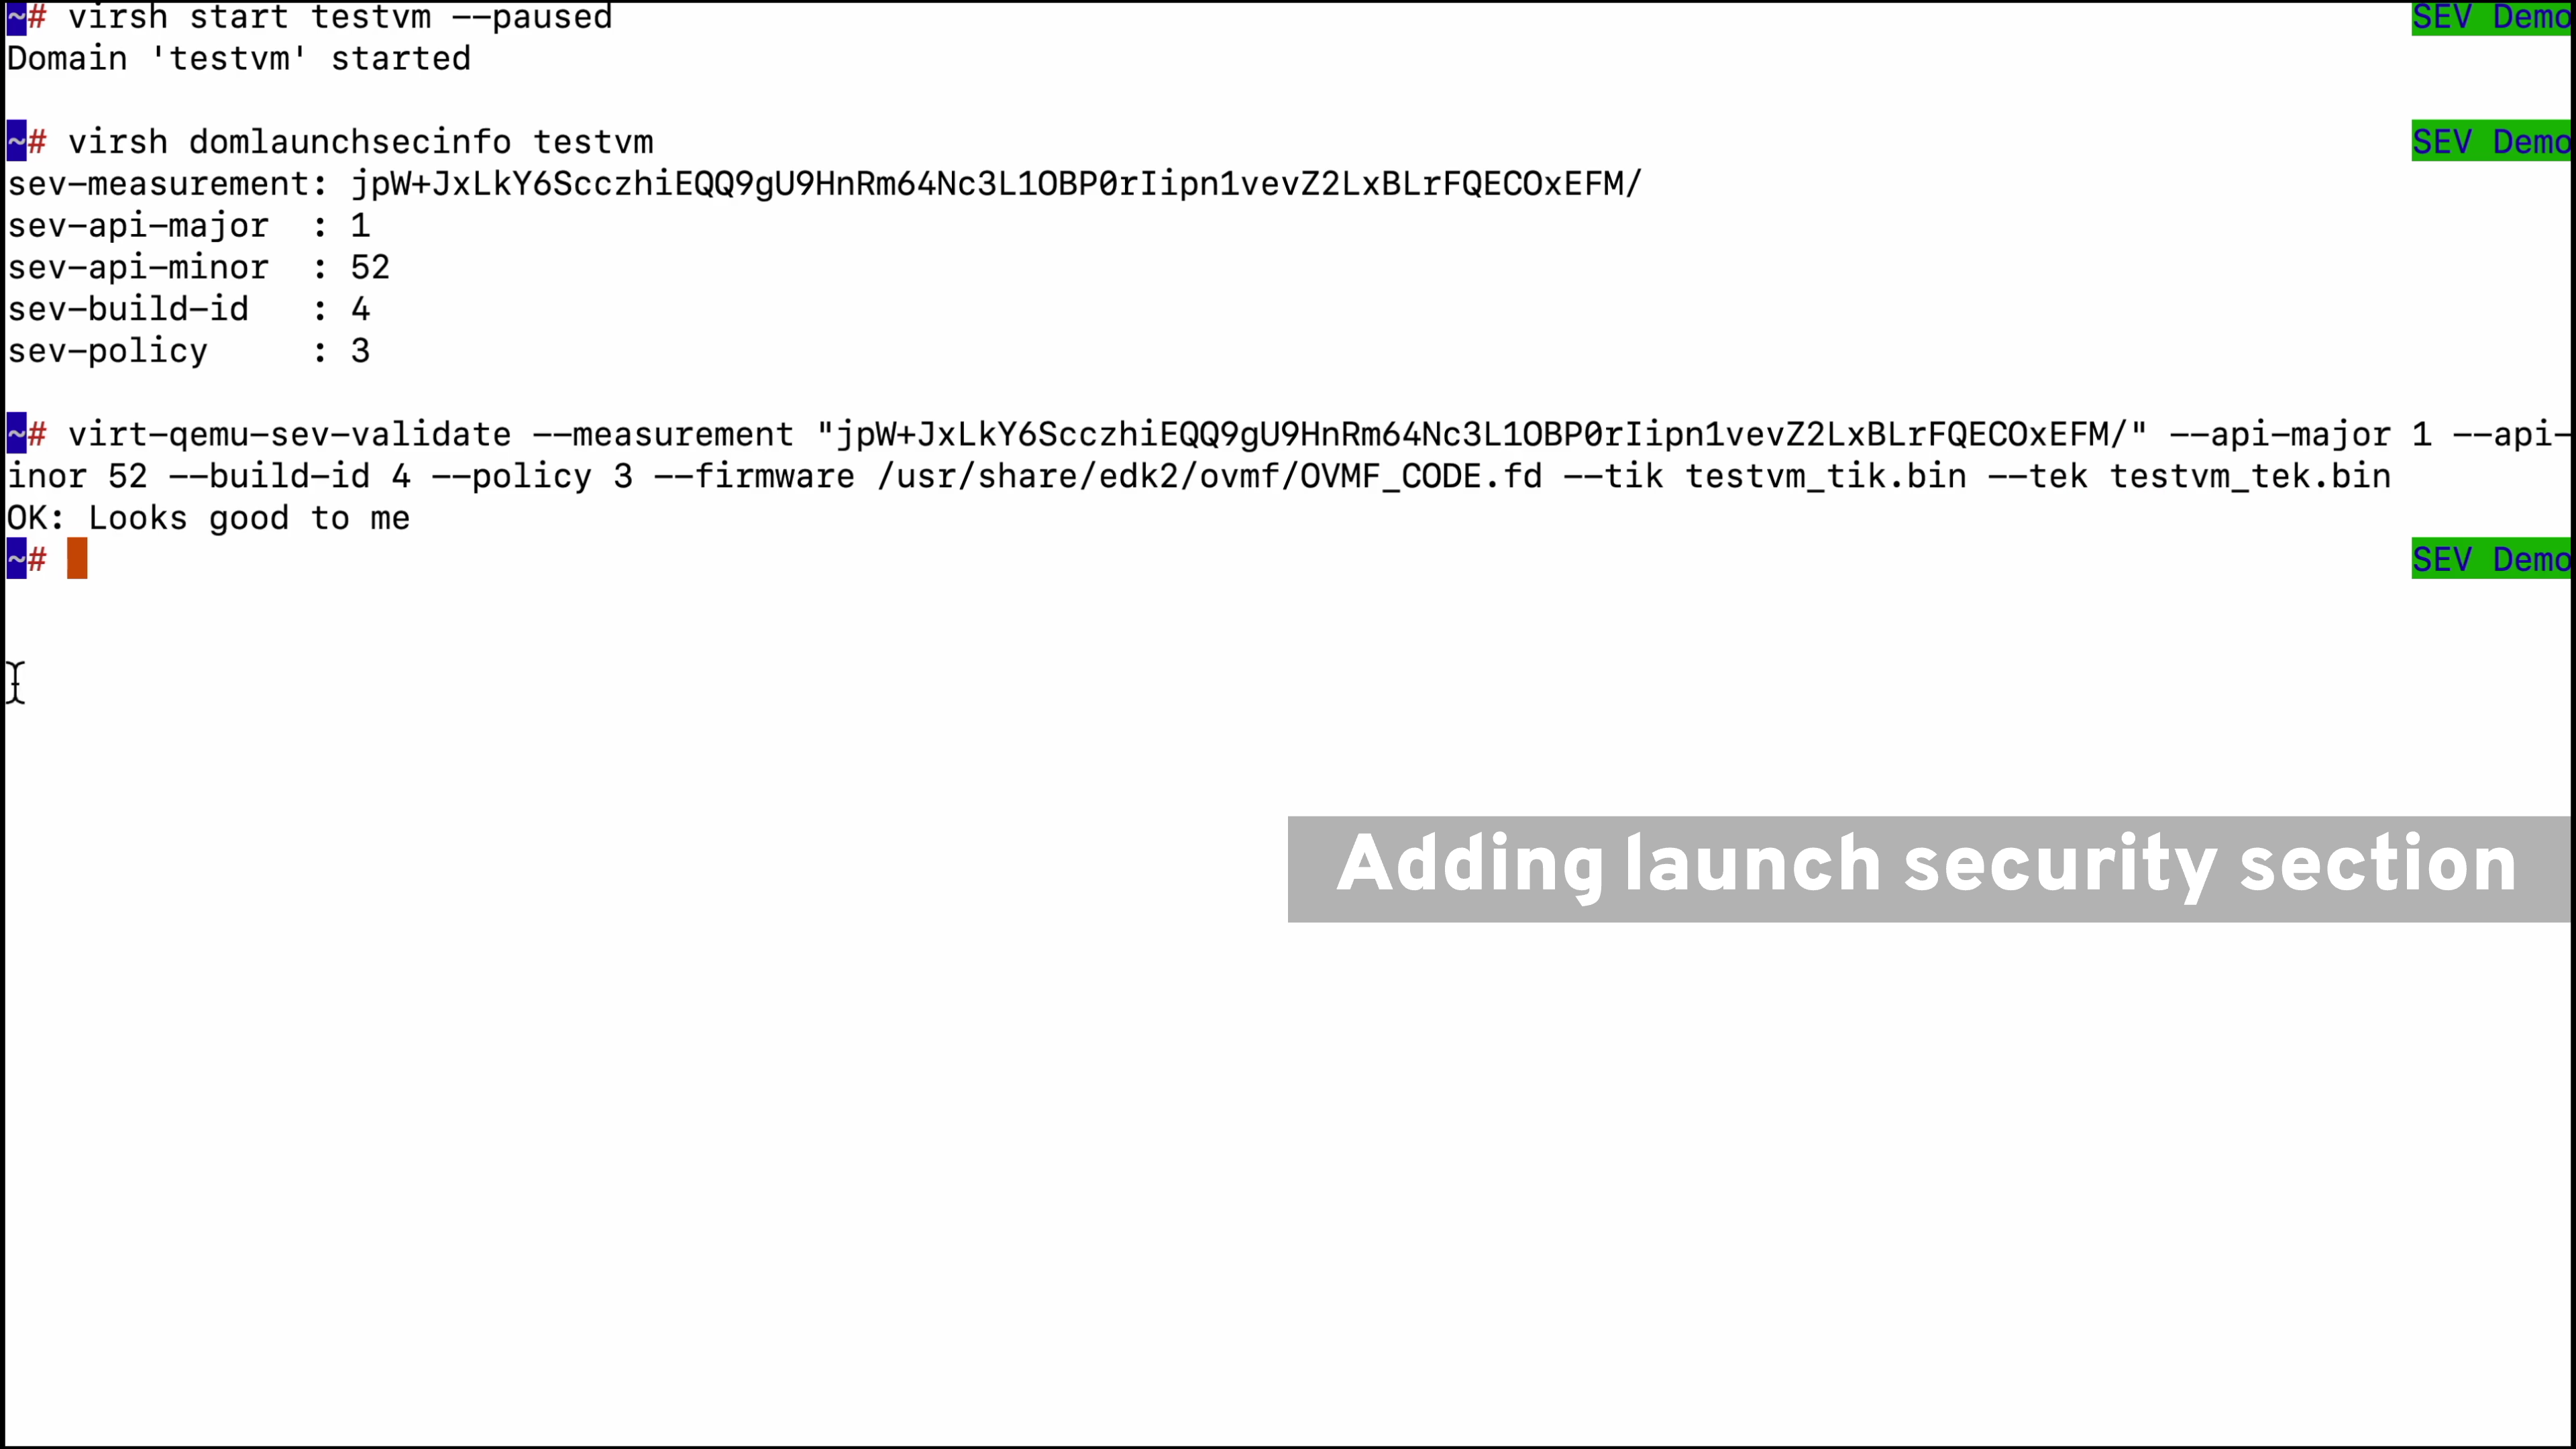 ~# virsh start testvm --paused SEV Demo
Domain 'testvm' started
~# virsh domlaunchsecinfo testvm SEV Demo
sev-measurement: jpW+JxLkY6ScczhiEQQ9gU9HnRm64Nc3L1OBP0rIipn1vevZ2LxBLrFQECOxEFM/
sev-api-major : 1
sev-api-minor : 52
sev-build-id : 4
sev-policy : 3
~# virt-qemu-sev-validate --measurement "jpW+JxLkY6ScczhiEQQ9gU9HnRm64Nc3L1OBP0rIipn1vevZ2LxBLrFQECOxEFM/" --api-major 1 --api-
inor 52 --build-id 4 --policy 3 --firmware /usr/share/edk2/ovmf/OVMF_CODE.fd --tik testvm_tik.bin --tek testvm_tek.bin
OK: Looks good to me
~# SEV Demo
Adding launch security section